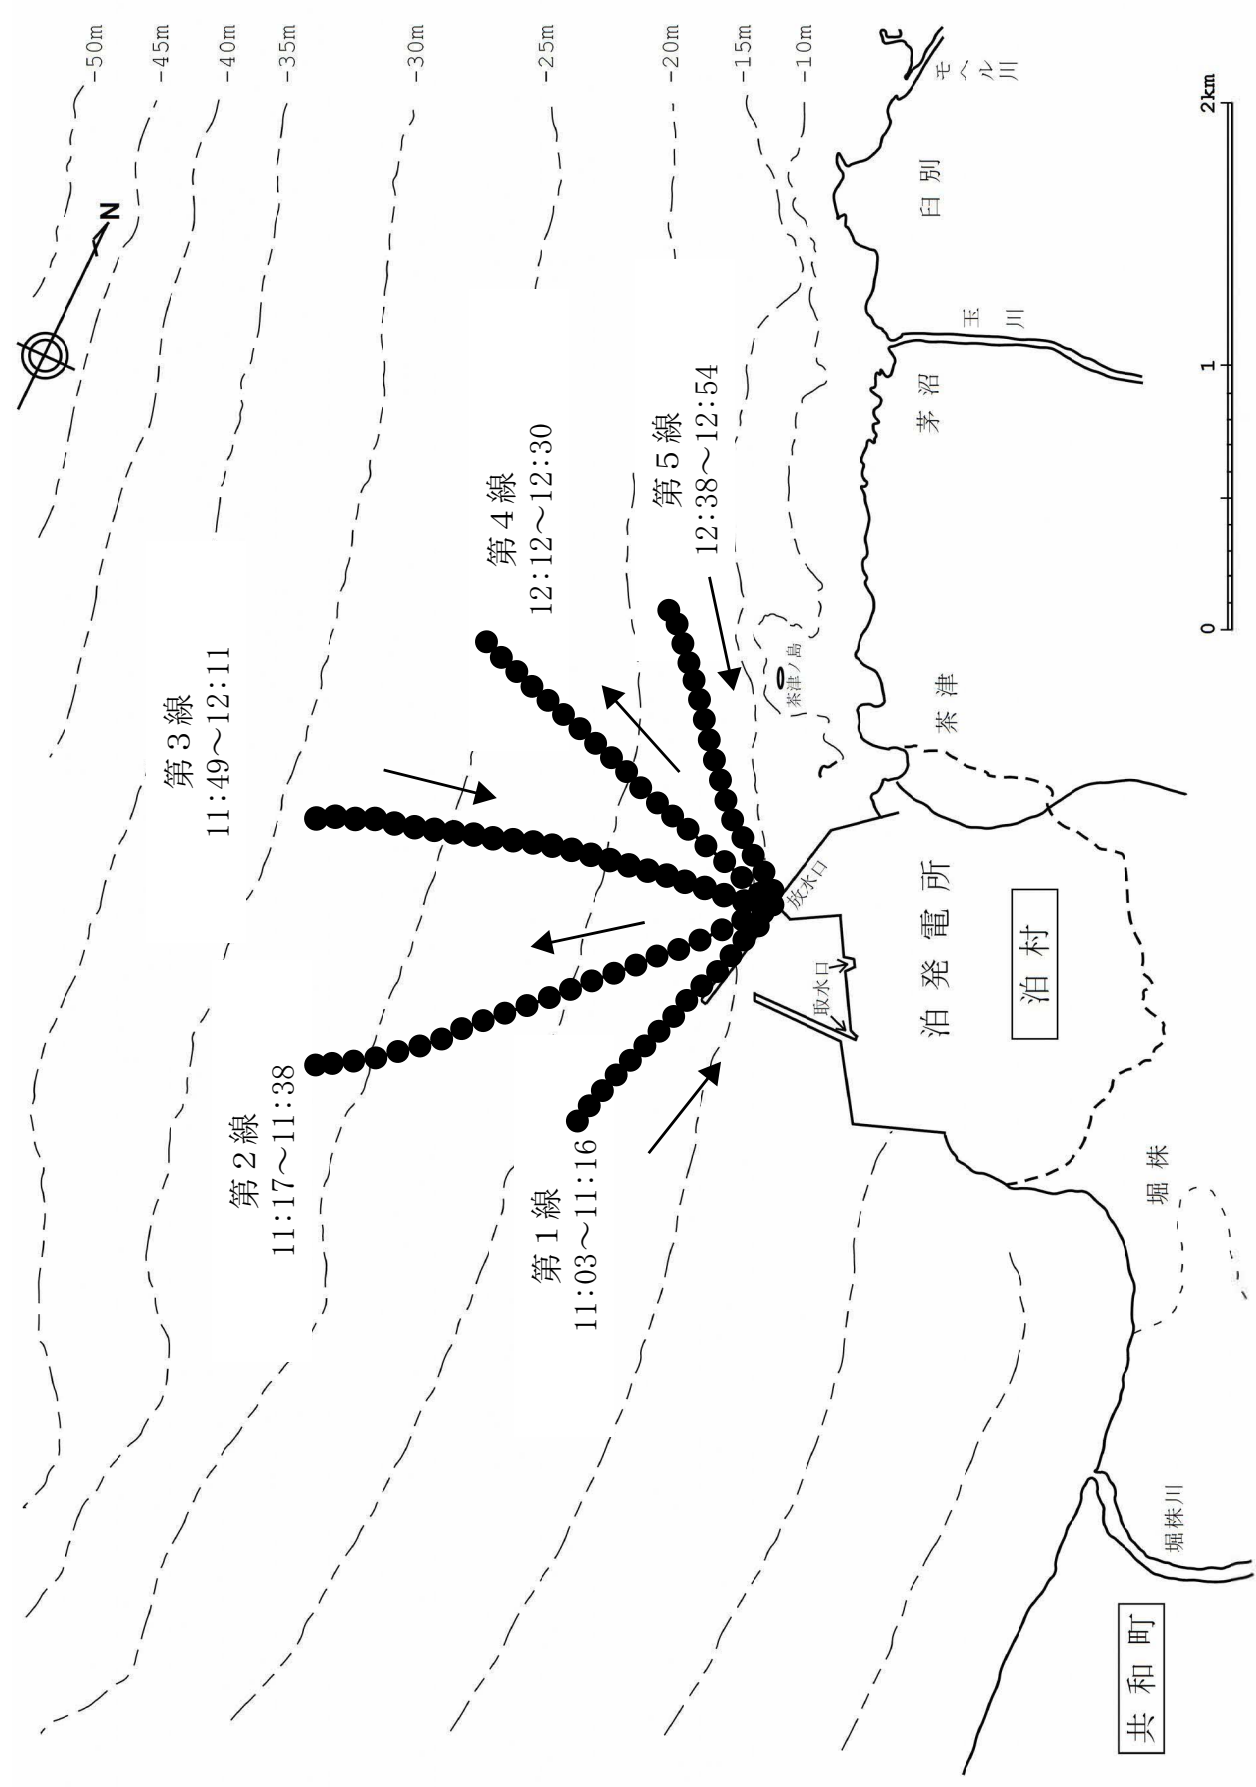 -50m
-45m
-40m
-35m
-30m
-25m
-20m
-15m
-10m
N
モヘル川
2km
1
0
臼別
玉川
茅沼
第5線
12:38～12:54
第4線
12:12～12:30
第3線
11:49～12:11
茶津ノ島
茶津
放水口
取水口
泊発電所
泊村
第2線
11:17～11:38
第1線
11:03～11:16
堀株
堀株川
共和町